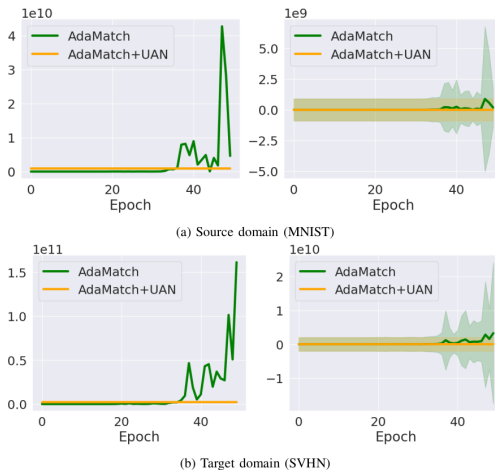 1e10
AdaMatch
AdaMatch+UAN
4
3
2
1
0
0 20 40
Epoch
1e9
AdaMatch
AdaMatch+UAN
5.0
2.5
0.0
−2.5
−5.0
0 20 40
Epoch
(a) Source domain (MNIST)
1e11
AdaMatch
AdaMatch+UAN
1.5
1.0
0.5
0.0
0 20 40
Epoch
1e10
AdaMatch
AdaMatch+UAN
2
1
0
−1
0 20 40
Epoch
(b) Target domain (SVHN)